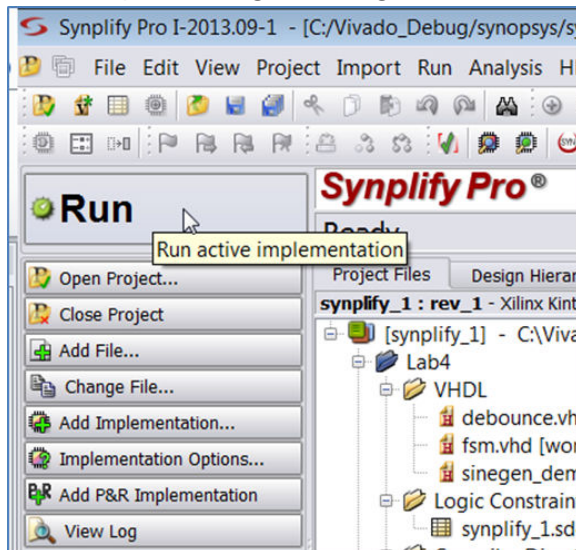 Synplify Pro I-2013.09-1 - [C:/Vivado_Debug/synopsys/sy
File Edit View Project Import Run Analysis H
Run
Synplify Pro®
Ready
Run active implementation
Open Project...
Close Project
Add File...
Change File...
Add Implementation...
Implementation Options...
Add P&R Implementation
View Log
Project Files Design Hierar
synplify_1 : rev_1 - Xilinx Kint
[synplify_1] - C:\Viva
Lab4
VHDL
debounce.vh
fsm.vhd [wor
sinegen_dem
Logic Constrain
synplify_1.sd